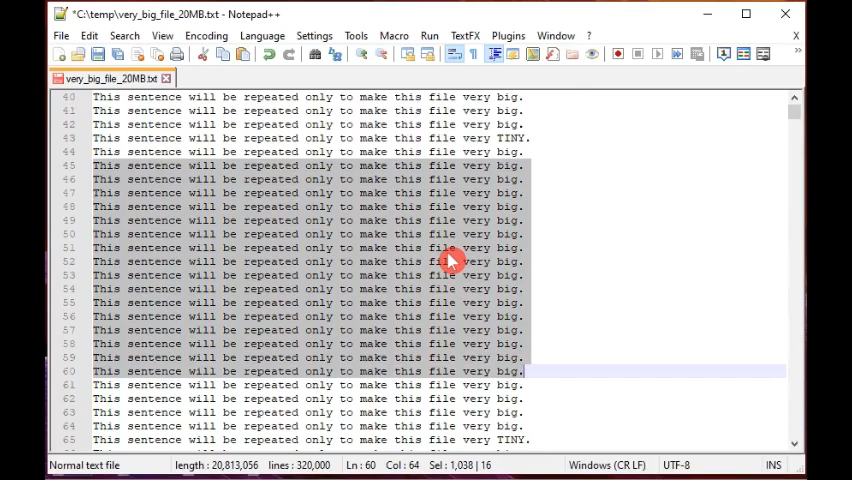 *C:\temp\very_big_file_20MB.txt - Notepad++
File Edit Search View Encoding Language Settings Tools Macro Run TextFX Plugins Window ? X
very_big_file_20MB.txt
40 This sentence will be repeated only to make this file very big.
41 This sentence will be repeated only to make this file very big.
42 This sentence will be repeated only to make this file very big.
43 This sentence will be repeated only to make this file very TINY.
44 This sentence will be repeated only to make this file very big.
45 This sentence will be repeated only to make this file very big.
46 This sentence will be repeated only to make this file very big.
47 This sentence will be repeated only to make this file very big.
48 This sentence will be repeated only to make this file very big.
49 This sentence will be repeated only to make this file very big.
50 This sentence will be repeated only to make this file very big.
51 This sentence will be repeated only to make this file very big.
52 This sentence will be repeated only to make this file very big.
53 This sentence will be repeated only to make this file very big.
54 This sentence will be repeated only to make this file very big.
55 This sentence will be repeated only to make this file very big.
56 This sentence will be repeated only to make this file very big.
57 This sentence will be repeated only to make this file very big.
58 This sentence will be repeated only to make this file very big.
59 This sentence will be repeated only to make this file very big.
60 This sentence will be repeated only to make this file very big.
61 This sentence will be repeated only to make this file very big.
62 This sentence will be repeated only to make this file very big.
63 This sentence will be repeated only to make this file very big.
64 This sentence will be repeated only to make this file very big.
65 This sentence will be repeated only to make this file very TINY.
Normal text file length : 20,813,056 lines : 320,000 Ln : 60 Col : 64 Sel : 1,038 | 16 Windows (CR LF) UTF-8 INS